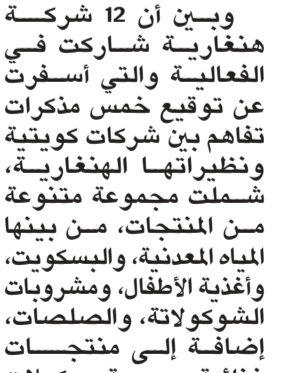 وبين أن 12 شركة
هنغارية شاركت في
الفعالية والتي أسفرت
عن توقيع خمس مذكرات
تفاهم بين شركات كويتية
ونظيراتها الهنغارية،
شملت مجموعة متنوعة
من المنتجات، من بينها
المياه المعدنية، والبسكويت،
وأغذية الأطفال، ومشروبات
الشوكولاتة، والصلصات،
إضافة إلى منتجات